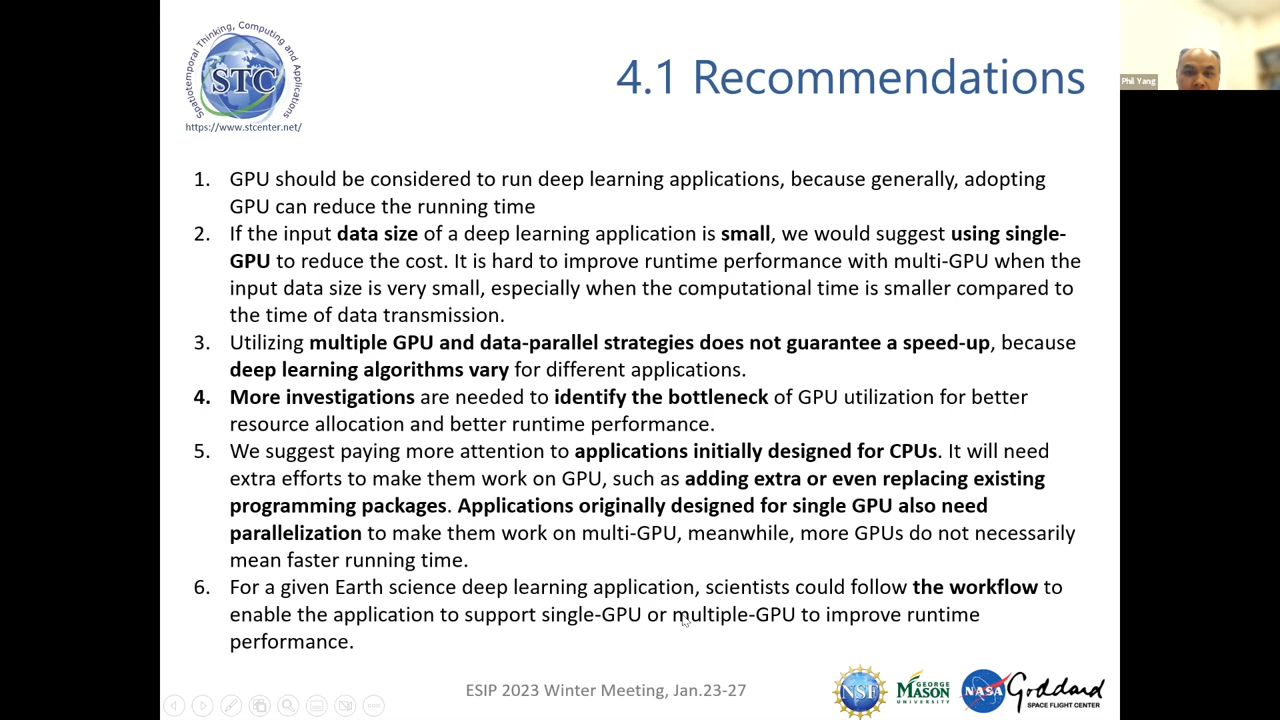 Spatiotemporal Thinking, Computing and Applications
STC
https://www.stcenter.net/
4.1 Recommendations
Phil Yang
1. GPU should be considered to run deep learning applications, because generally, adopting
GPU can reduce the running time
2. If the input data size of a deep learning application is small, we would suggest using single-
GPU to reduce the cost. It is hard to improve runtime performance with multi-GPU when the
input data size is very small, especially when the computational time is smaller compared to
the time of data transmission.
3. Utilizing multiple GPU and data-parallel strategies does not guarantee a speed-up, because
deep learning algorithms vary for different applications.
4. More investigations are needed to identify the bottleneck of GPU utilization for better
resource allocation and better runtime performance.
5. We suggest paying more attention to applications initially designed for CPUs. It will need
extra efforts to make them work on GPU, such as adding extra or even replacing existing
programming packages. Applications originally designed for single GPU also need
parallelization to make them work on multi-GPU, meanwhile, more GPUs do not necessarily
mean faster running time.
6. For a given Earth science deep learning application, scientists could follow the workflow to
enable the application to support single-GPU or multiple-GPU to improve runtime
performance.
ESIP 2023 Winter Meeting, Jan.23-27
NSF
GEORGE
MASON
UNIVERSITY
NASA
Goddard
SPACE FLIGHT CENTER